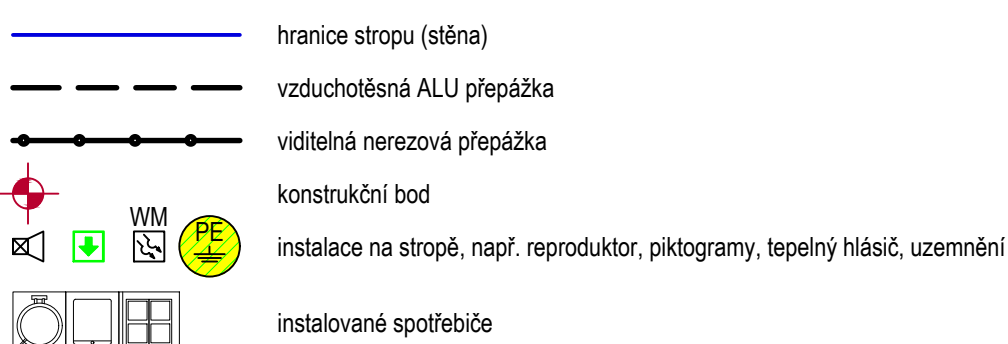 hranice stropu (stěna)
vzduchotěsná ALU přepážka
viditelná nerezová přepážka
konstrukční bod
WM
PE
instalace na stropě, např. reproduktor, piktogramy, tepelný hlásič, uzemnění
instalované spotřebiče